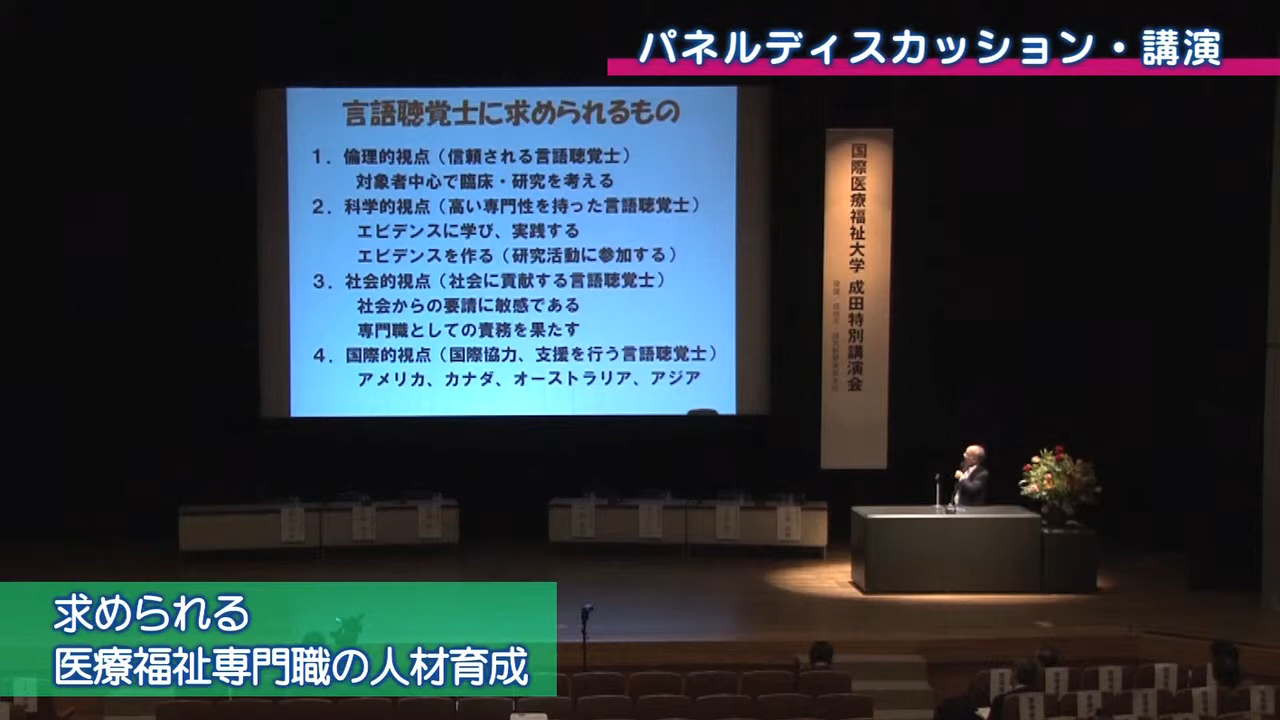 パネルディスカッション・講演
言語聴覚士に求められるもの
1．倫理的視点（信頼される言語聴覚士）
対象者中心で臨床・研究を考える
2．科学的視点（高い専門性を持った言語聴覚士）
エビデンスに学び、実践する
エビデンスを作る（研究活動に参加する）
3．社会的視点（社会に貢献する言語聴覚士）
社会からの要請に敏感である
専門職としての責務を果たす
4．国際的視点（国際協力、支援を行う言語聴覚士）
アメリカ、カナダ、オーストラリア、アジア
国際医療福祉大学 成田特別講演会
求められる
医療福祉専門職の人材育成